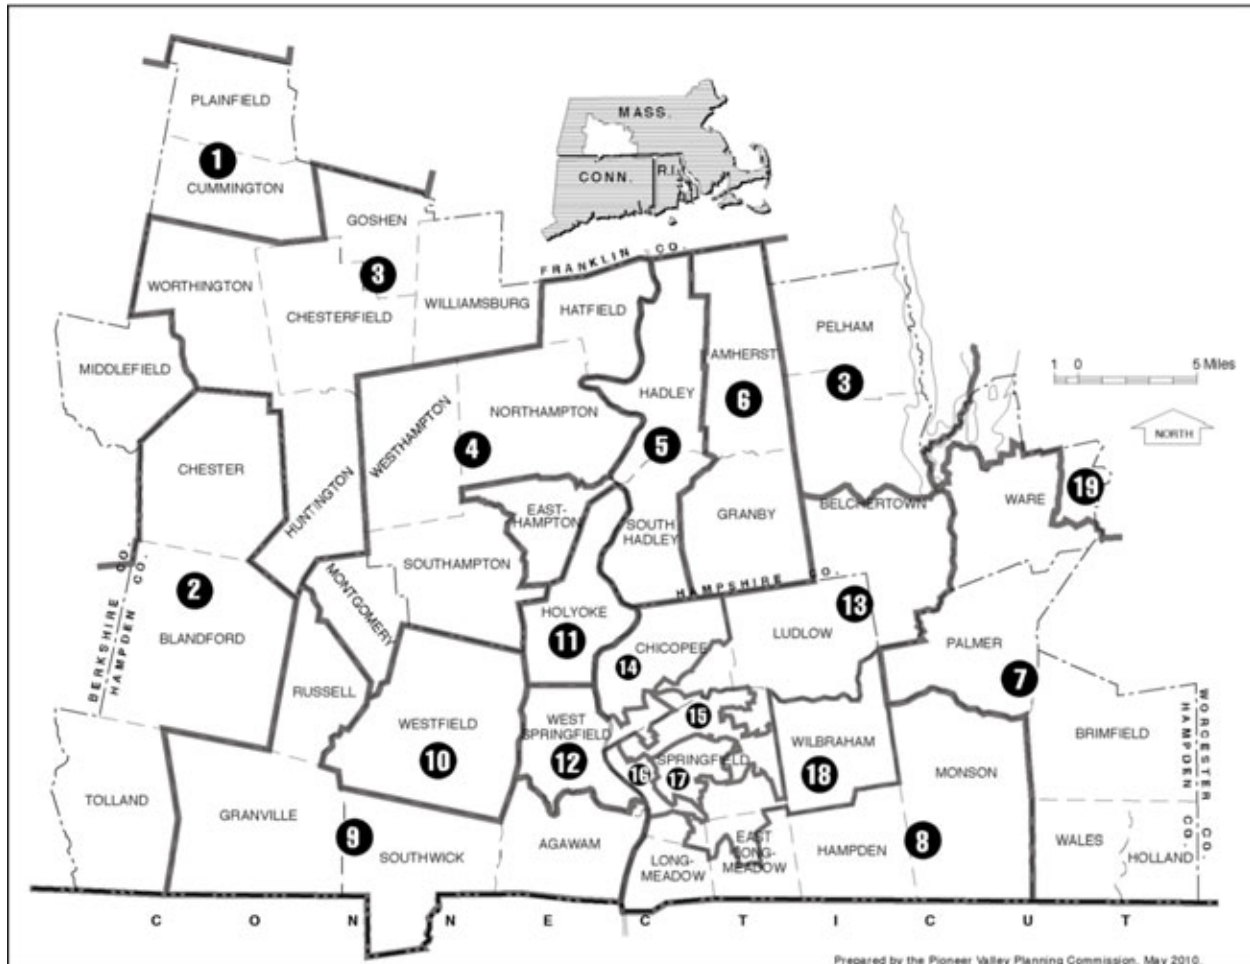 PLAINFIELD
1
CUMMINGTON
MASS.
CONN.
R.I.
GOSHEN
3
WORTHINGTON
CHESTERFIELD
WILLIAMSBURG
FRANKLIN CO.
HATFIELD
MIDDLEFIELD
PELHAM
AMHERST
3
6
HADLEY
1 0 5 Miles
NORTH
NORTHAMPTON
WESTHAMPTON
4
5
CHESTER
HUNTINGTON
EAST-
HAMPTON
SOUTH
HADLEY
GRANBY
BELCHERTOWN
WARE
19
SOUTHAMPTON
MONTGOMERY
HAMPSHIRE CO.
BERKSHIRE CO.
HAMPDEN CO.
2
BLANDFORD
HOLYOKE
11
CHICOPEE
14
LUDLOW
13
PALMER
7
RUSSELL
WESTFIELD
10
WEST
SPRINGFIELD
12
15
SPRINGFIELD
16
17
WILBRAHAM
18
MONSON
BRIMFIELD
WORCESTER CO.
HAMPDEN CO.
TOLLAND
GRANVILLE
9
SOUTHWICK
AGAWAM
LONG-
MEADOW
EAST
LONG-
MEADOW
HAMPDEN
8
WALES
HOLLAND
CONNECTICUT
Prepared by the Pioneer Valley Planning Commission, May 2010.